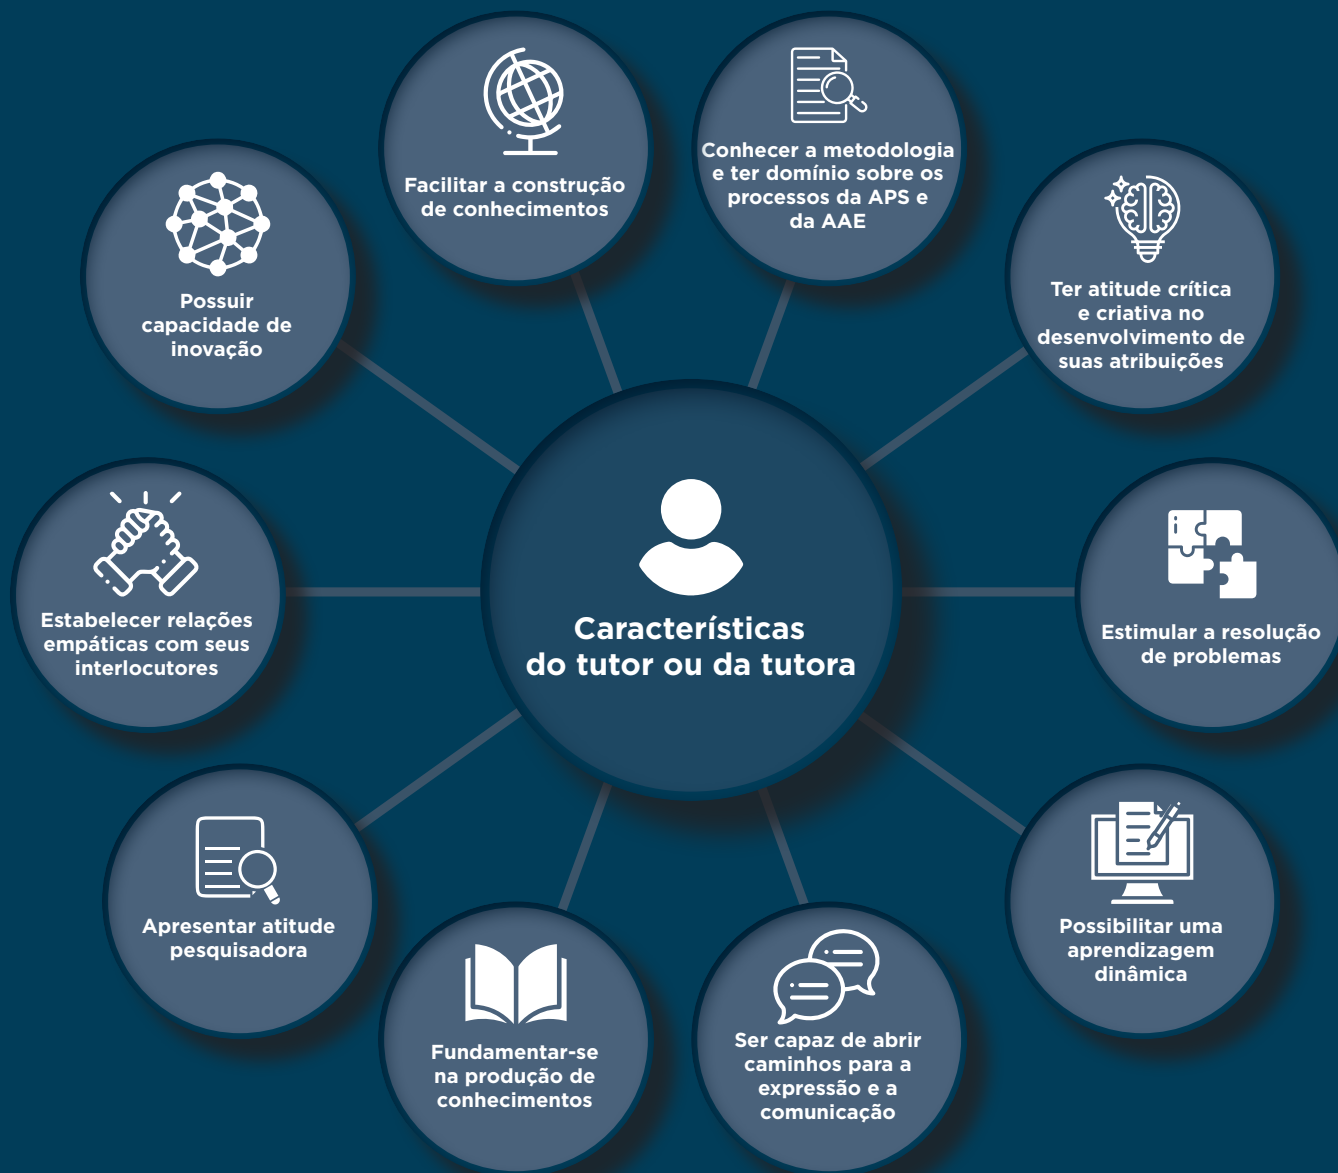 Facilitar a construção
de conhecimentos
Conhecer a metodologia
e ter domínio sobre os
processos da APS e
da AAE
Possuir
capacidade de
inovação
Ter atitude crítica
e criativa no
desenvolvimento de
suas atribuições
Estabelecer relações
empáticas com seus
interlocutores
Características
do tutor ou da tutora
Estimular a resolução
de problemas
Apresentar atitude
pesquisadora
Possibilitar uma
aprendizagem
dinâmica
Fundamentar-se
na produção de
conhecimentos
Ser capaz de abrir
caminhos para a
expressão e a
comunicação